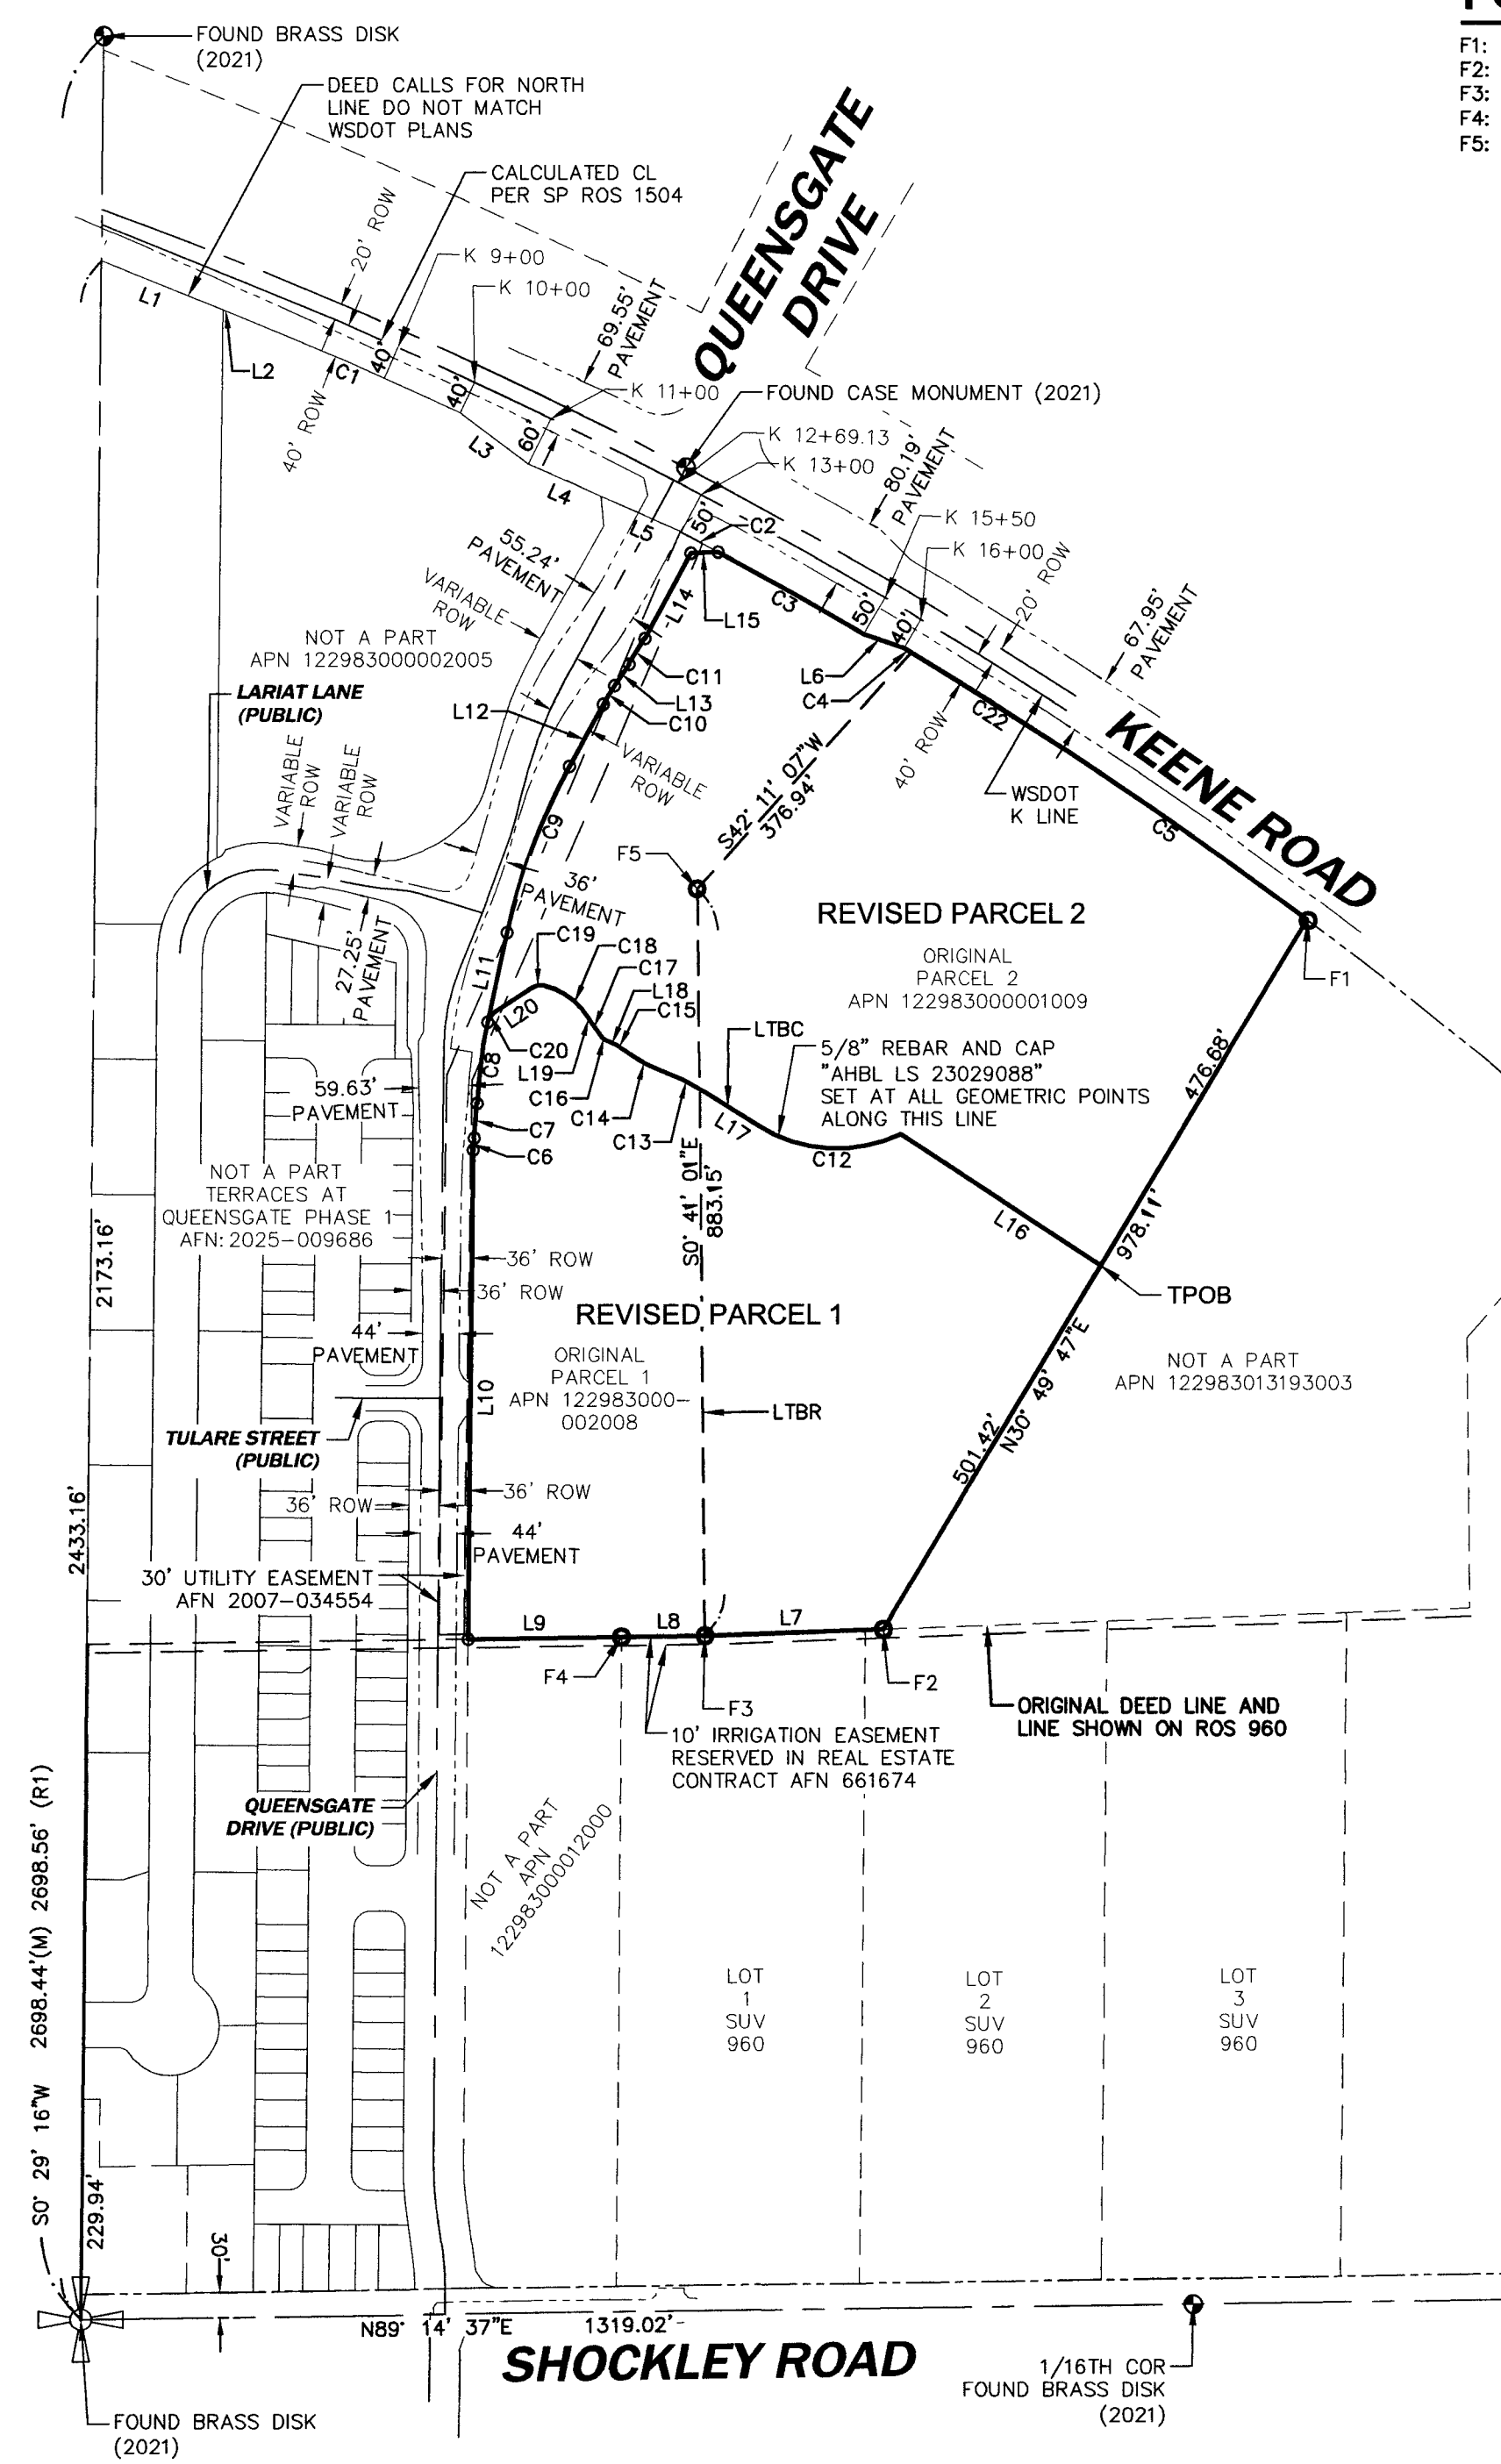 F1:
F2:
F3:
F4:
F5:
FOUND BRASS DISK
(2021)
DEED CALLS FOR NORTH
LINE DO NOT MATCH
WSDOT PLANS
CALCULATED CL
PER SP ROS 1504
20' ROW
K 9+00
K 10+00
69.55'
PAVEMENT
QUEENSGATE
DRIVE
L1
L2
C1
40'
40'
40' ROW
K 11+00
60'
L3
L4
FOUND CASE MONUMENT (2021)
K 12+69.13
K 13+00
80.19'
PAVEMENT
K 15+50
K 16+00
20' ROW
L5
50'
C2
55.24'
PAVEMENT
VARIABLE
ROW
L14
L15
C3
50'
40'
67.95'
PAVEMENT
NOT A PART
APN 122983000002005
LARIAT LANE
(PUBLIC)
L6
C4
C11
L13
C10
L12
40' ROW
C22
KEENE ROAD
VARIABLE
ROW
VARIABLE
ROW
VARIABLE
ROW
S42° 11' 07"W
376.94'
WSDOT
K LINE
C5
C9
F5
36'
PAVEMENT
REVISED PARCEL 2
27.25'
PAVEMENT
C19
C18
C17
L18
C15
ORIGINAL
PARCEL 2
APN 122983000001009
F1
L11
L20
LTBC
5/8" REBAR AND CAP
"AHBL LS 23029088"
SET AT ALL GEOMETRIC POINTS
ALONG THIS LINE
476.68'
C20
L19
C8
C16
C14
C13
L17
C12
59.63'
PAVEMENT
C7
C6
NOT A PART
TERRACES AT
QUEENSGATE PHASE 1
AFN: 2025-009686
S0° 41' 01"E
883.15'
L16
978.11'
2173.16'
36' ROW
36' ROW
TPOB
REVISED PARCEL 1
44'
PAVEMENT
ORIGINAL
PARCEL 1
APN 122983000-
002008
N30° 49' 47"E
NOT A PART
APN 122983013193003
L10
LTBR
TULARE STREET
(PUBLIC)
501.42'
36' ROW
36' ROW
2433.16'
44'
PAVEMENT
30' UTILITY EASEMENT
AFN 2007-034554
L9
L8
L7
F4
F3
F2
ORIGINAL DEED LINE AND
LINE SHOWN ON ROS 960
10' IRRIGATION EASEMENT
RESERVED IN REAL ESTATE
CONTRACT AFN 661674
QUEENSGATE
DRIVE (PUBLIC)
NOT A PART
APN
122983000012000
S0° 29' 16"W 2698.44'(M) 2698.56' (R1)
LOT
1
SUV
960
LOT
2
SUV
960
LOT
3
SUV
960
229.94'
30'
N89° 14' 37"E 1319.02'
SHOCKLEY ROAD
1/16TH COR
FOUND BRASS DISK
(2021)
FOUND BRASS DISK
(2021)